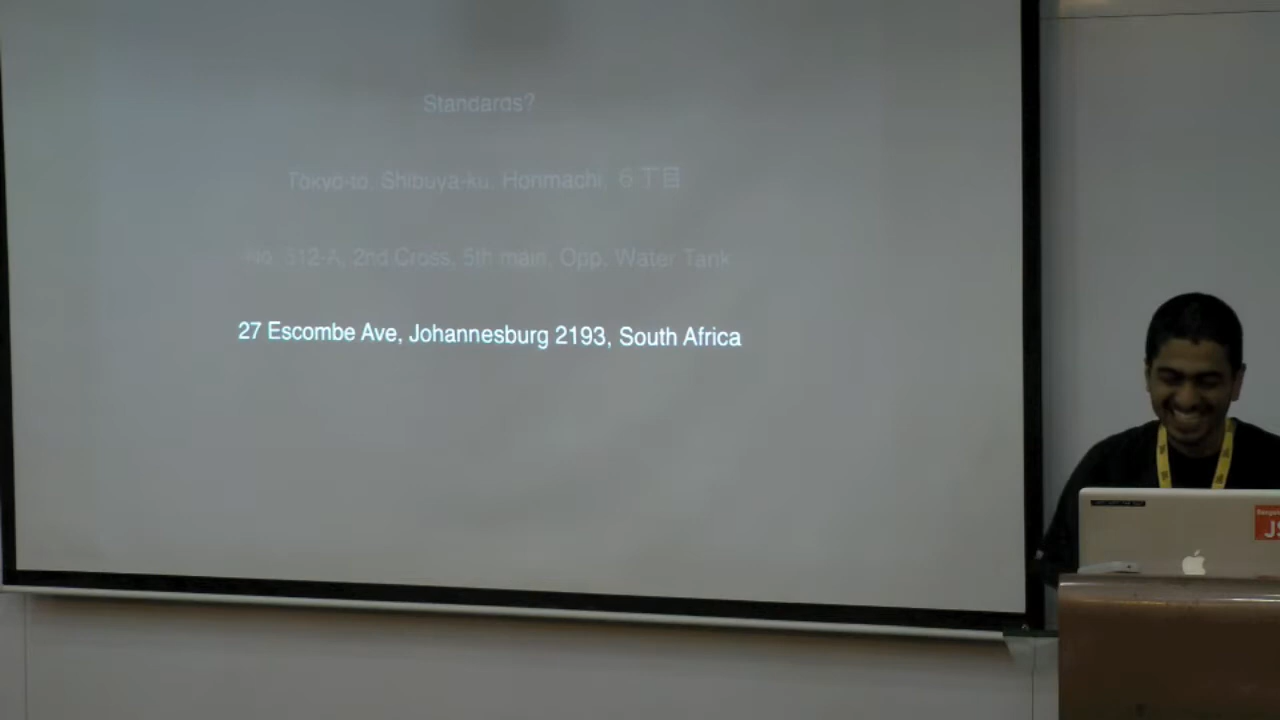 Standards?
Tokyo-to, Shibuya-ku, Honmachi, 6丁目
No. 312-A, 2nd Cross, 5th main, Opp. Water Tank
27 Escombe Ave, Johannesburg 2193, South Africa
JS